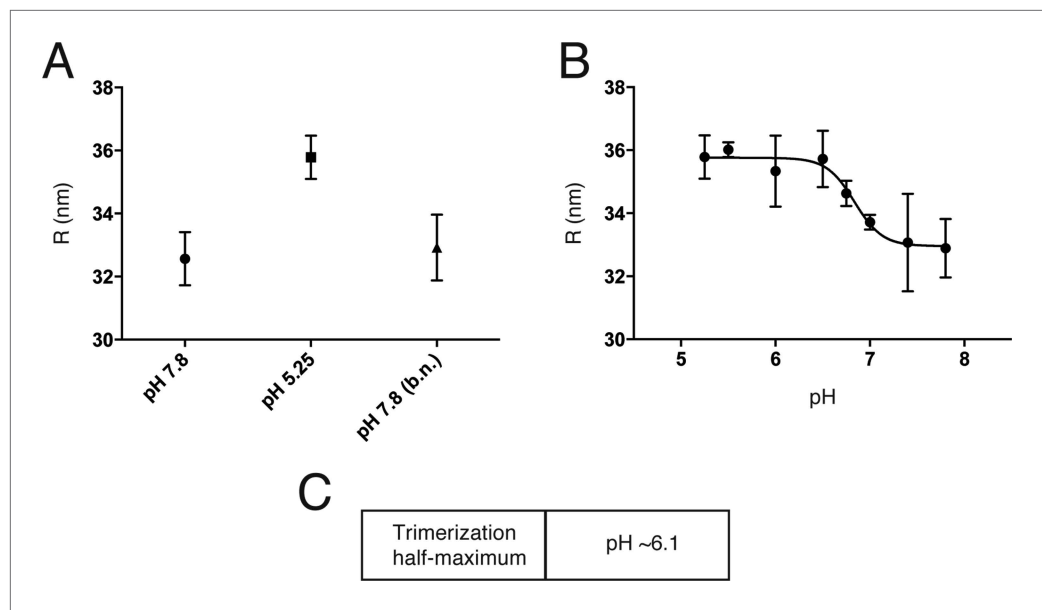 A
38
36
34
32
30
R (nm)
pH 7.8
pH 5.25
pH 7.8 (b.n.)
B
38
36
34
32
30
R (nm)
5 6 7 8
pH
C
Trimerization
half-maximum
pH ~6.1